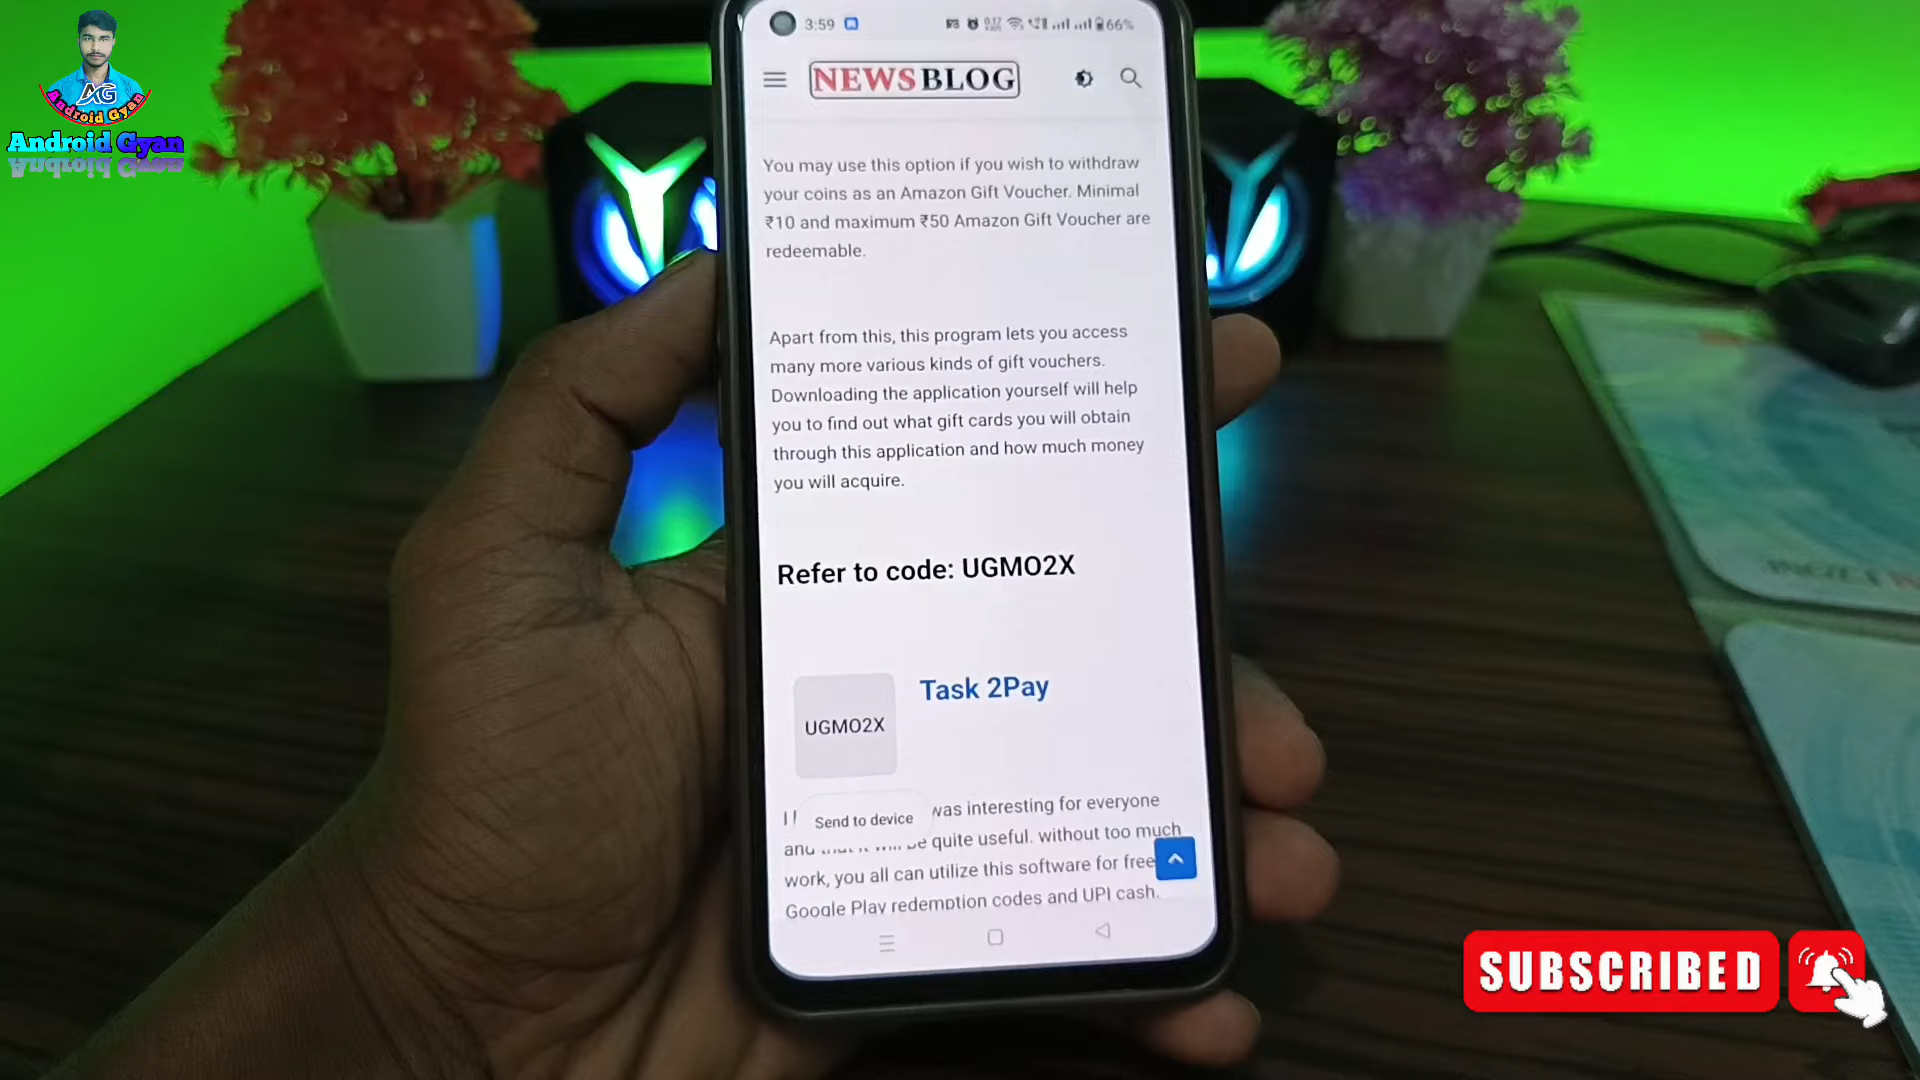 AG
Android Gyan
Android Gyan
3:59
66%
NEWSBLOG
You may use this option if you wish to withdraw
your coins as an Amazon Gift Voucher. Minimal
₹10 and maximum ₹50 Amazon Gift Voucher are
redeemable.
Apart from this, this program lets you access
many more various kinds of gift vouchers.
Downloading the application yourself will help
you to find out what gift cards you will obtain
through this application and how much money
you will acquire.
Refer to code: UGMO2X
UGMO2X
Task 2Pay
Send to device
was interesting for everyone
quite useful. without too much
work, you all can utilize this software for free
Google Play redemption codes and UPI cash.
SUBSCRIBED